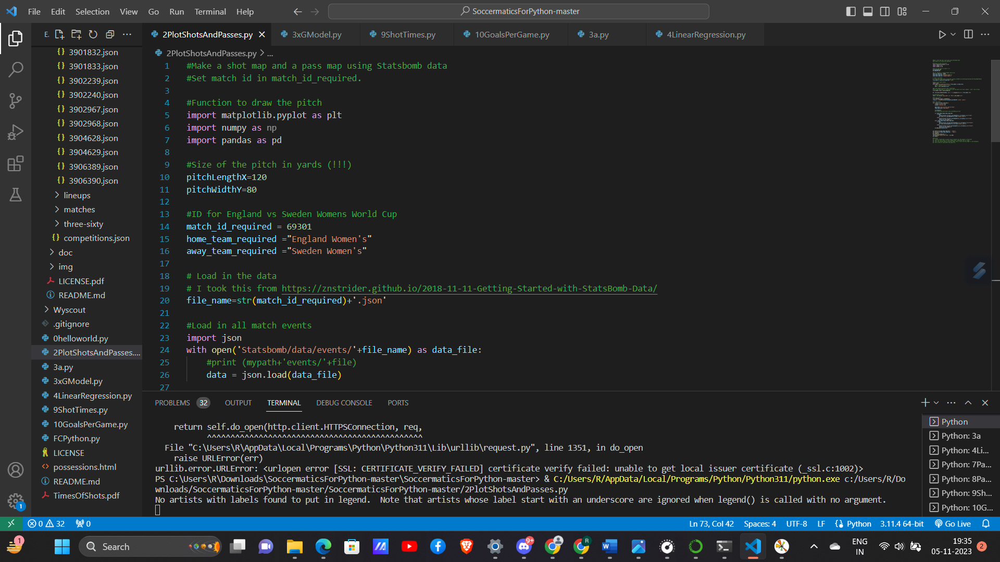 File Edit Selection View Go Run Terminal Help
SoccermaticsForPython-master
E.
2PlotShotsAndPasses.py
3xGModel.py
9ShotTimes.py
10GoalsPerGame.py
3a.py
4LinearRegression.py
3901832.json
3901833.json
3902239.json
3902240.json
3902967.json
3902968.json
3904628.json
3904629.json
3906389.json
3906390.json
lineups
matches
three-sixty
competitions.json
doc
img
LICENSE.pdf
README.md
Wyscout
.gitignore
0helloworld.py
2PlotShotsAndPasses....
3a.py
3xGModel.py
4LinearRegression.py
9ShotTimes.py
10GoalsPerGame.py
FCPython.py
LICENSE
possessions.html
README.md
TimesOfShots.pdf
2PlotShotsAndPasses.py > ...
1 #Make a shot map and a pass map using Statsbomb data
2 #Set match id in match_id_required.
3
4 #Function to draw the pitch
5 import matplotlib.pyplot as plt
6 import numpy as np
7 import pandas as pd
8
9 #Size of the pitch in yards (!!!)
10 pitchLengthX=120
11 pitchWidthY=80
12
13 #ID for England vs Sweden Womens World Cup
14 match_id_required = 69301
15 home_team_required ="England Women's"
16 away_team_required ="Sweden Women's"
17
18 # Load in the data
19 # I took this from https://znstrider.github.io/2018-11-11-Getting-Started-with-StatsBomb-Data/
20 file_name=str(match_id_required)+'.json'
21
22 #Load in all match events
23 import json
24 with open('Statsbomb/data/events/'+file_name) as data_file:
25 #print (mypath+'events/'+file)
26 data = json.load(data_file)
27
PROBLEMS 32 OUTPUT TERMINAL DEBUG CONSOLE PORTS
return self.do_open(http.client.HTTPSConnection, req,
^^^^^^^^^^^^^^^^^^^^^^^^^^^^^^^^^^^^^^^^^^^
File "C:\Users\R\AppData\Local\Programs\Python\Python311\Lib\urllib\request.py", line 1351, in do_open
raise URLError(err)
urllib.error.URLError: <urlopen error [SSL: CERTIFICATE_VERIFY_FAILED] certificate verify failed: unable to get local issuer certificate (_ssl.c:1002)>
PS C:\Users\R\Downloads\SoccermaticsForPython-master\SoccermaticsForPython-master> & C:/Users/R/AppData/Local/Programs/Python/Python311/python.exe c:/Users/R/Do
wnloads/SoccermaticsForPython-master/SoccermaticsForPython-master/2PlotShotsAndPasses.py
No artists with labels found to put in legend.  Note that artists whose label start with an underscore are ignored when legend() is called with no argument.
Python
Python: 3a
Python: 4Li...
Python: 7Pa...
Python: 8Pa...
Python: 9Sh...
Python: 10G...
1
0 32 0
Ln 73, Col 42 Spaces: 4 UTF-8 LF Python 3.11.4 64-bit Go Live
1
Search
9+
R
ENG
IN
19:35
05-11-2023
2